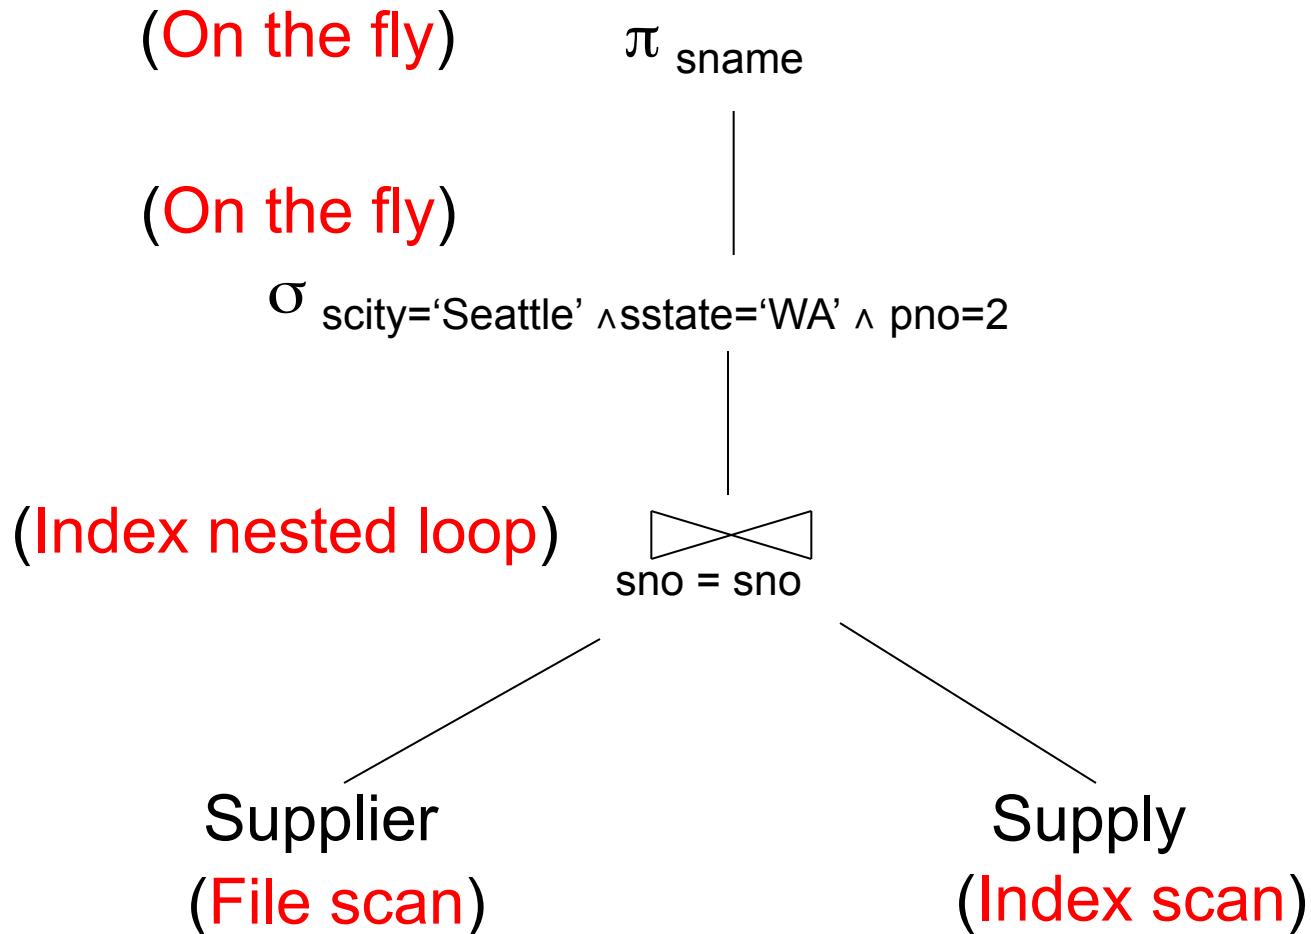 (On the fly) π sname
(On the fly)
σ scity=‘Seattle’ ∧sstate=‘WA’ ∧ pno=2
(Index nested loop)
sno = sno
Supplier Supply
(File scan) (Index scan)